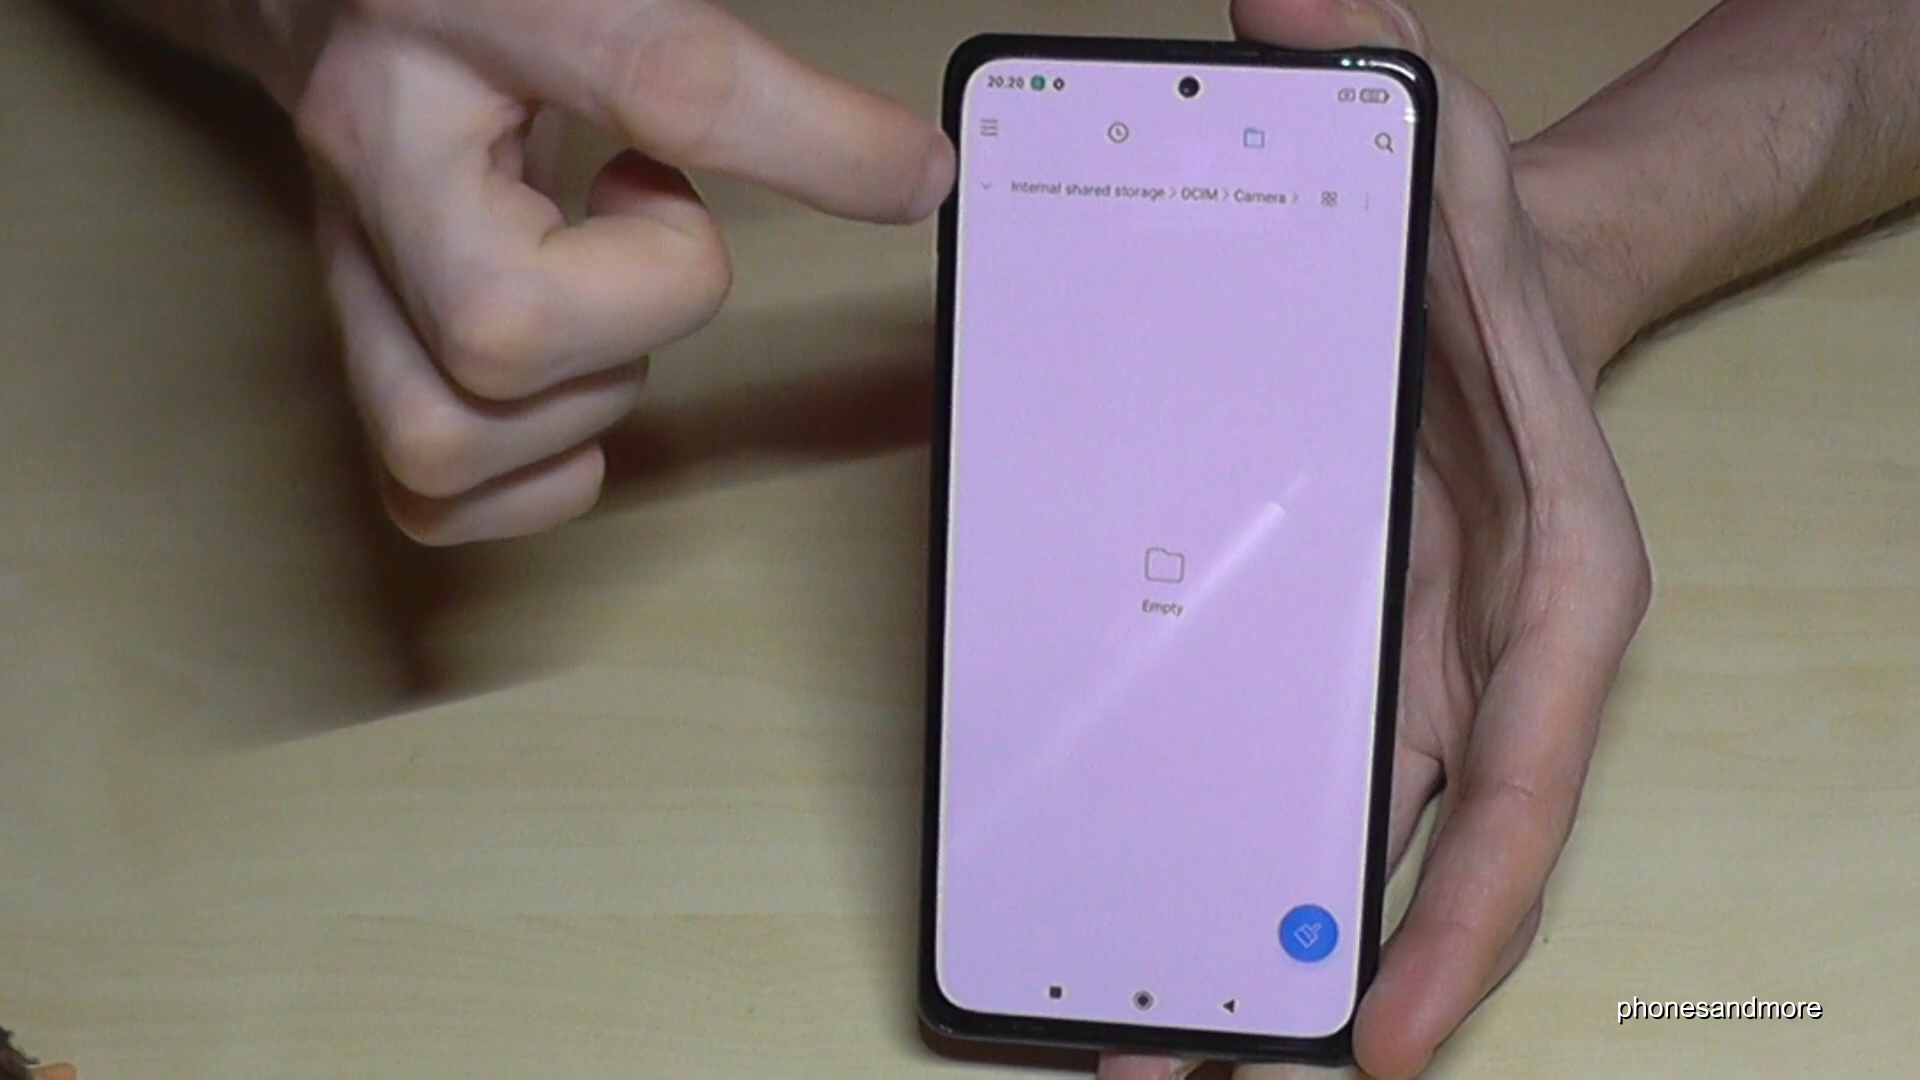 20.20
Internal shared storage > DCIM > Camera >
Empty
phonesandmore